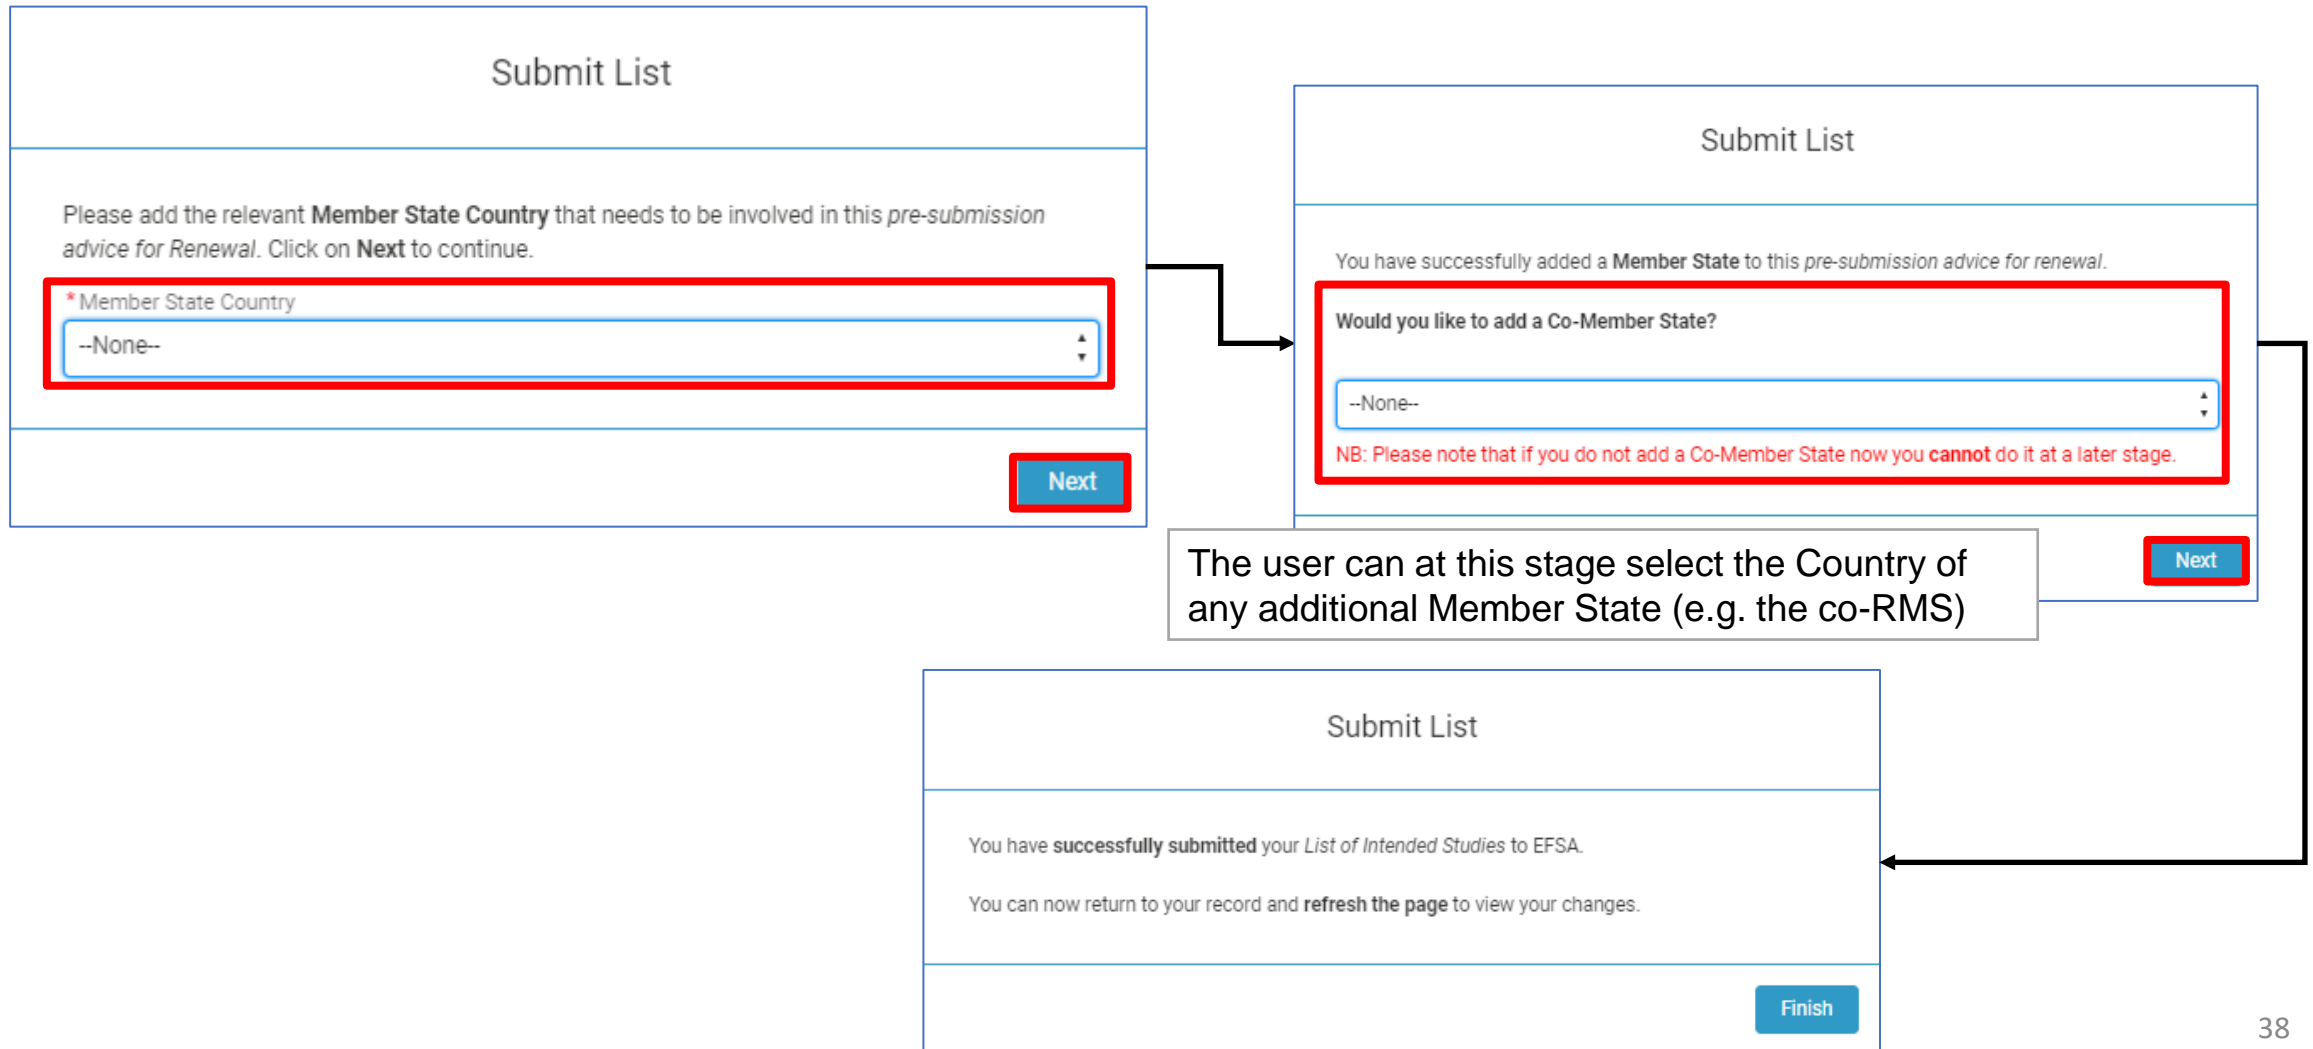 Submit List
Please add the relevant Member State Country that needs to be involved in this pre-submission
advice for Renewal. Click on Next to continue.
*Member State Country
--None--
Next
Submit List
You have successfully added a Member State to this pre-submission advice for renewal.
Would you like to add a Co-Member State?
--None--
NB: Please note that if you do not add a Co-Member State now you cannot do it at a later stage.
Next
The user can at this stage select the Country of
any additional Member State (e.g. the co-RMS)
Submit List
You have successfully submitted your List of Intended Studies to EFSA.
You can now return to your record and refresh the page to view your changes.
Finish
38